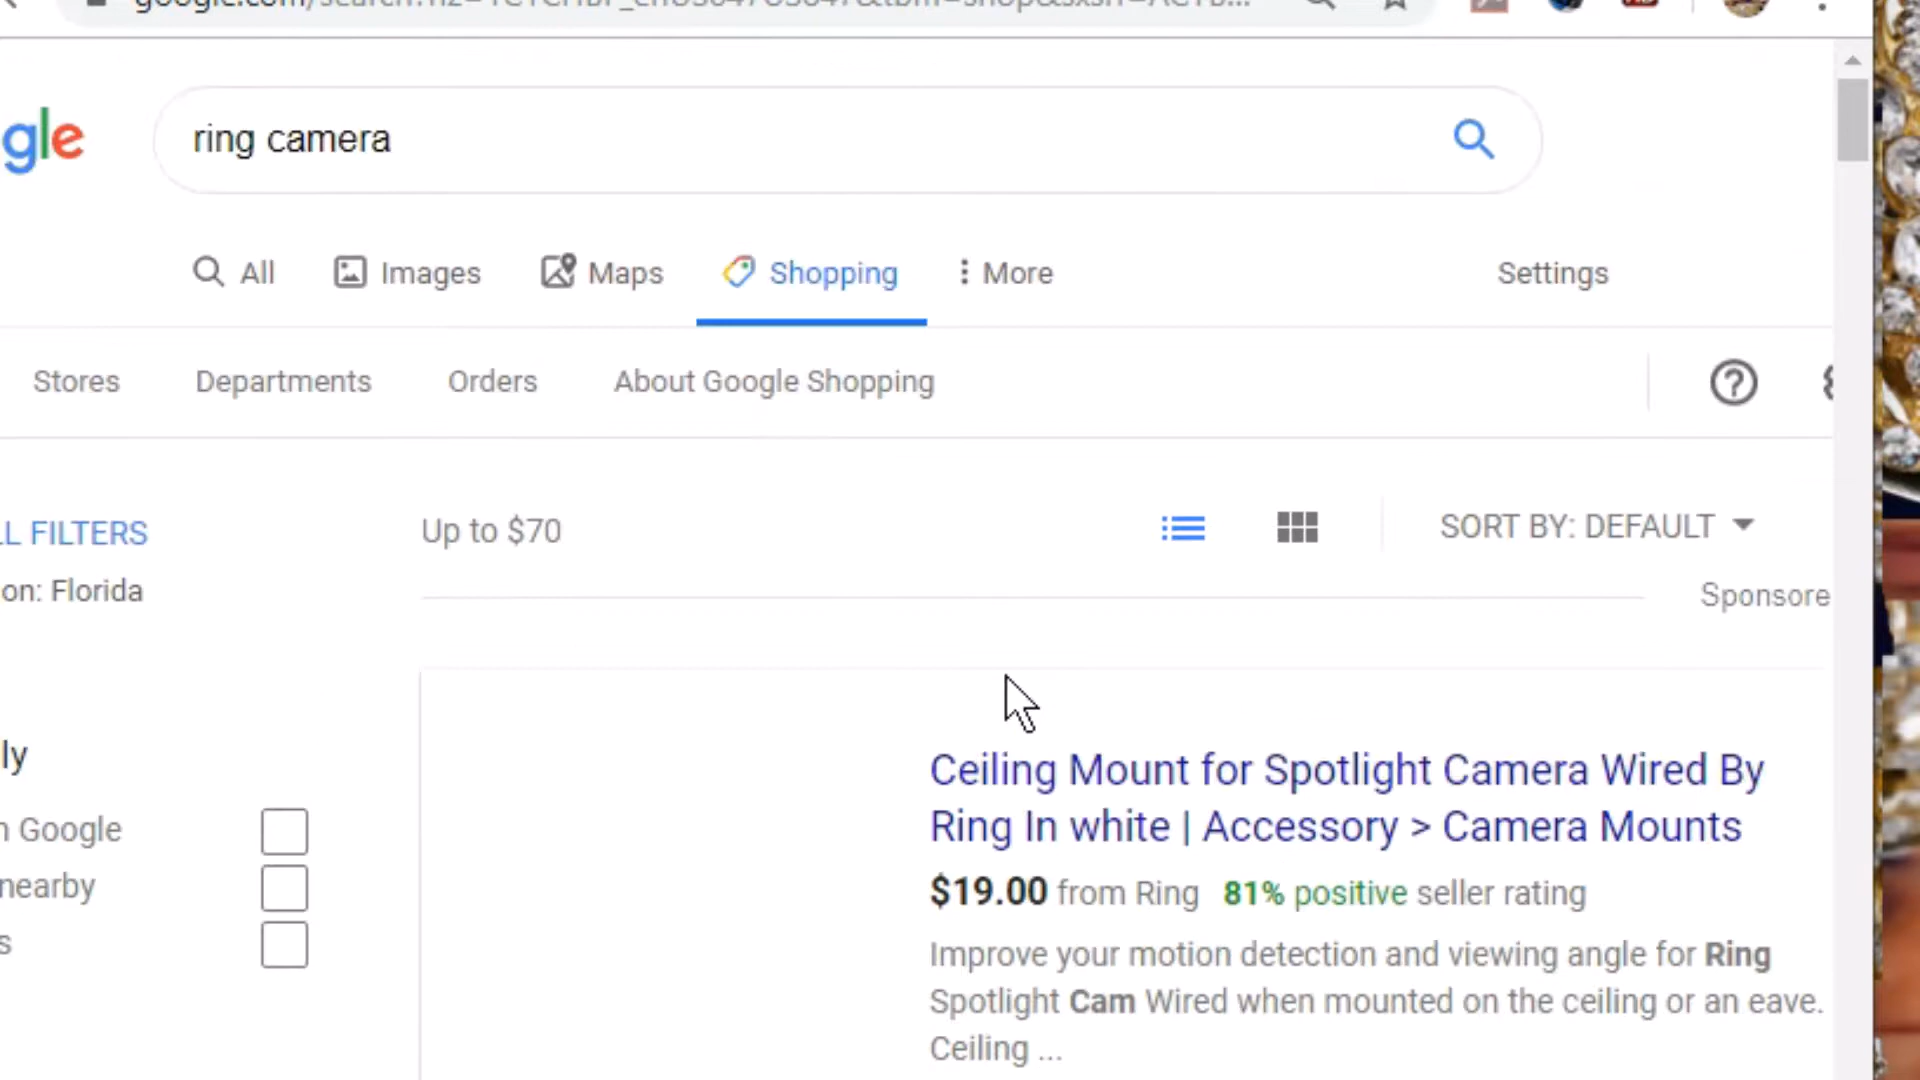 gle
ring camera
All
Images
Maps
Shopping
More
Settings
Stores
Departments
Orders
About Google Shopping
L FILTERS
Up to $70
SORT BY: DEFAULT
on: Florida
Sponsore
Ceiling Mount for Spotlight Camera Wired By
Ring In white | Accessory > Camera Mounts
ly
n Google
$19.00 from Ring 81% positive seller rating
nearby
s
Improve your motion detection and viewing angle for Ring
Spotlight Cam Wired when mounted on the ceiling or an eave.
Ceiling ...